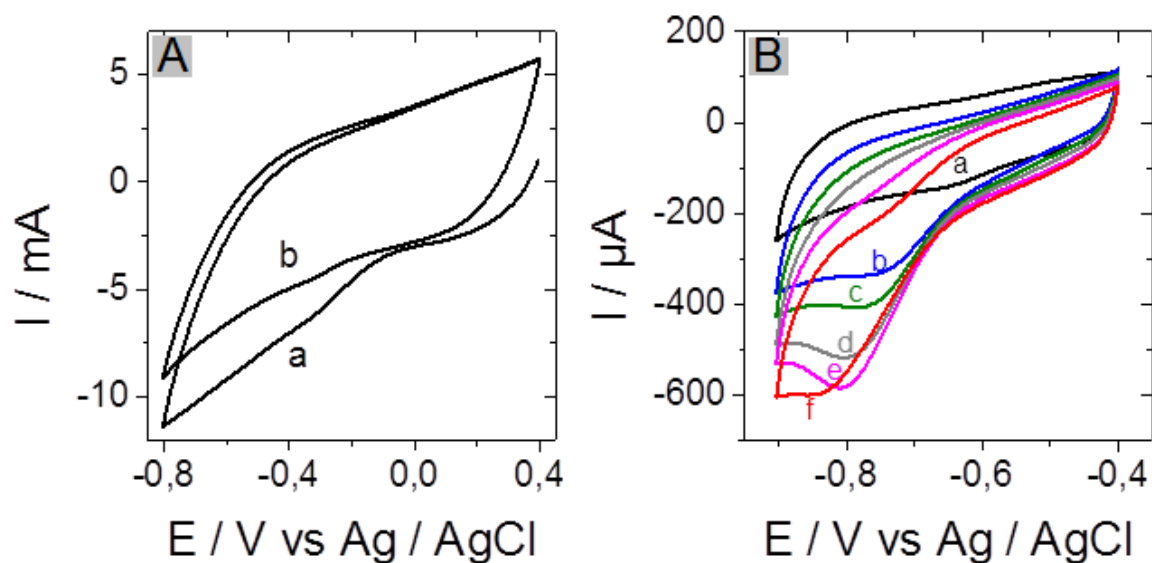 A
5
0
-5
-10
I / mA
b
a
-0,8
-0,4
0,0
0,4
E / V vs Ag / AgCl
B
200
0
-200
-400
-600
I / µA
a
b
c
d
e
f
-0,8
-0,6
-0,4
E / V vs Ag / AgCl